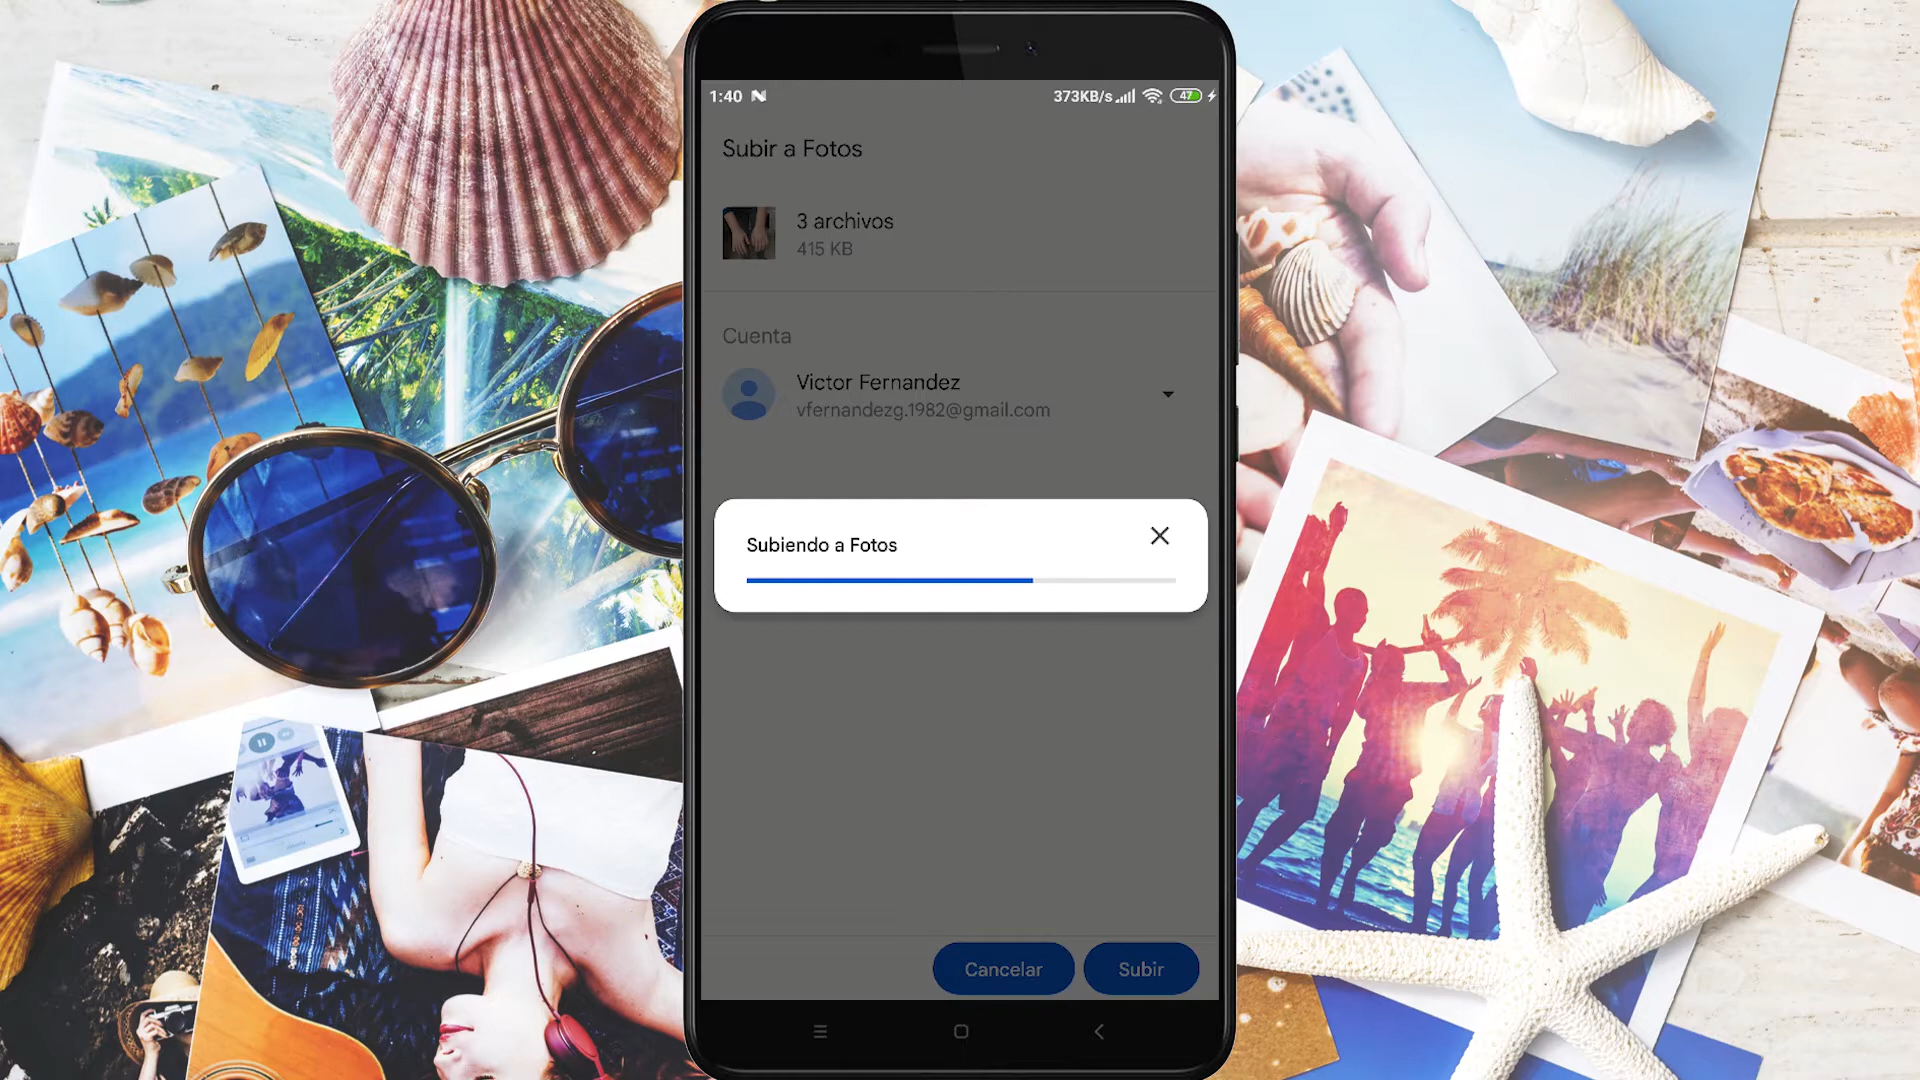 1:40
373KB/s
47
Subir a Fotos
3 archivos
415 KB
Cuenta
Victor Fernandez
vfernandezg.1982@gmail.com
Subiendo a Fotos
Cancelar
Subir